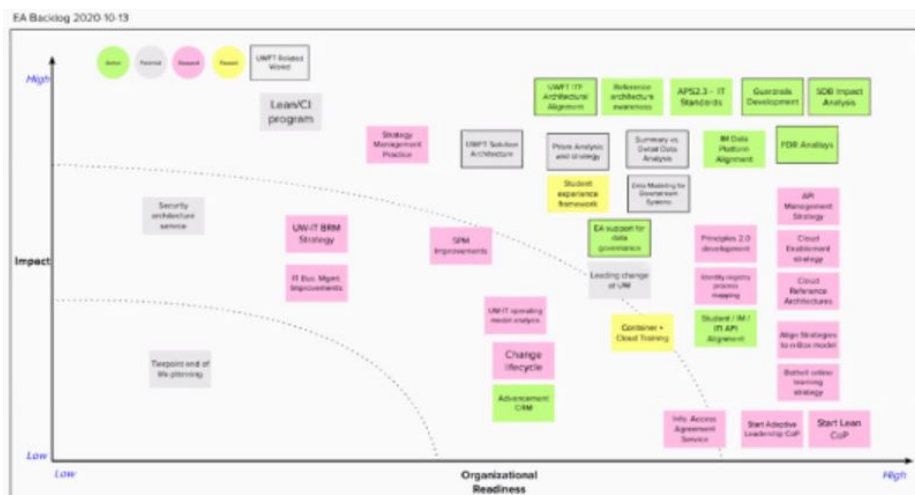 EA Backlog 2020-10-13
High
Active
Potential
Paused
UWFT Related
Work
Lean/CI
program
Strategy
Management
Practice
UWFT Solution
Architecture
UWFT ITF
Architectural
Alignment
Reference
architecture
awareness
APS2.3 - IT
Standards
Guardrails
Development
SDB Impact
Analysis
Prism Analysis
and strategy
Summary vs.
Detail Data
Analysis
IM Data
Platform
Alignment
FDR Analisys
Student
experience
framework
Data Modeling for
Downstream
Systems
Security
architecture
service
UW-IT BRM
Strategy
SPM
Improvements
EA support for
data
governance
Principles 2.0
development
API
Management
Strategy
Impact
IT Bus. Mgmt.
Improvements
Leading change
at UW
Identity registry
process
mapping
Cloud
Enablement
strategy
Cloud
Reference
Architectures
UW-IT operating
model analysis
Container +
Cloud Training
Student / IM /
ITI API
Alignment
Align Strategies
to n-Box model
Change
lifecycle
end of
life planning
Advancement
CRM
Bothell online
learning
strategy
Info. Access
Agreement
Service
Start Adaptive
Leadership CoP
Start Lean
CoP
Low
Low
Organizational
Readiness
High